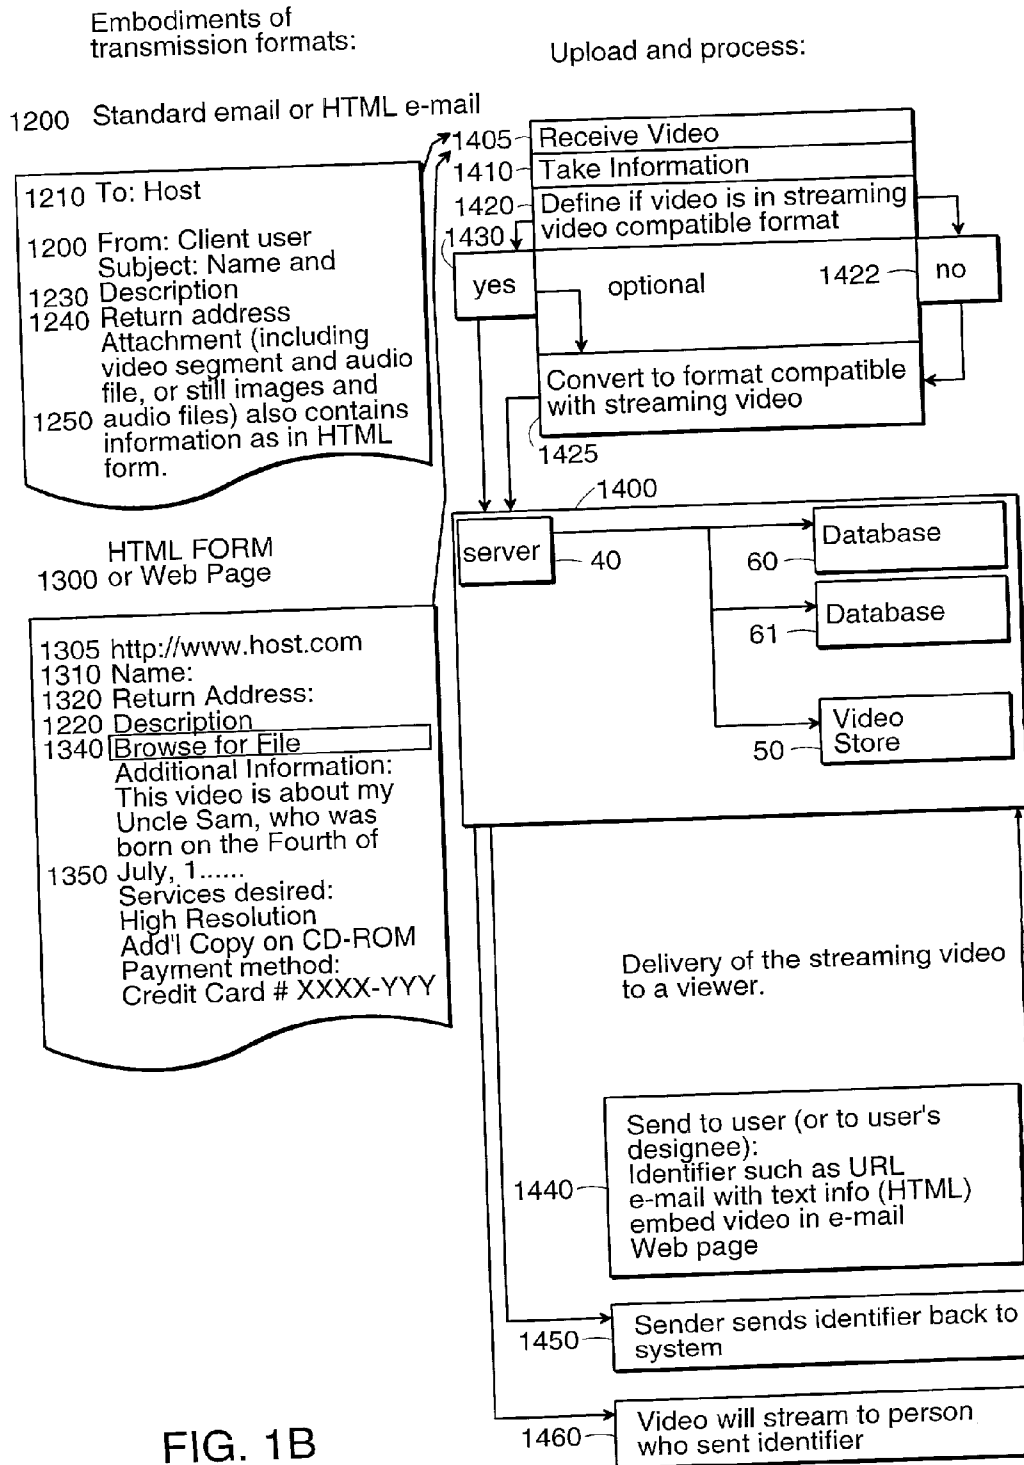 Embodiments of
transmission formats:
Upload and process:
1200 Standard email or HTML e-mail
1210 To: Host
1200 From: Client user
Subject: Name and
1230 Description
1240 Return address
Attachment (including
video segment and audio
file, or still images and
1250 audio files) also contains
information as in HTML
form.
HTML FORM
1300 or Web Page
1305 http://www.host.com
1310 Name:
1320 Return Address:
1220 Description
1340 Browse for File
Additional Information:
This video is about my
Uncle Sam, who was
born on the Fourth of
1350 July, 1......
Services desired:
High Resolution
Add'l Copy on CD-ROM
Payment method:
Credit Card # XXXX-YYY
1405 Receive Video
1410 Take Information
1420 Define if video is in streaming
video compatible format
1430
yes
optional
1422
no
Convert to format compatible
with streaming video
1425
1400
server
40
Database
60
Database
61
Video
Store
50
Delivery of the streaming video
to a viewer.
Send to user (or to user's
designee):
Identifier such as URL
1440 e-mail with text info (HTML)
embed video in e-mail
Web page
1450 Sender sends identifier back to
system
1460 Video will stream to person
who sent identifier
FIG. 1B